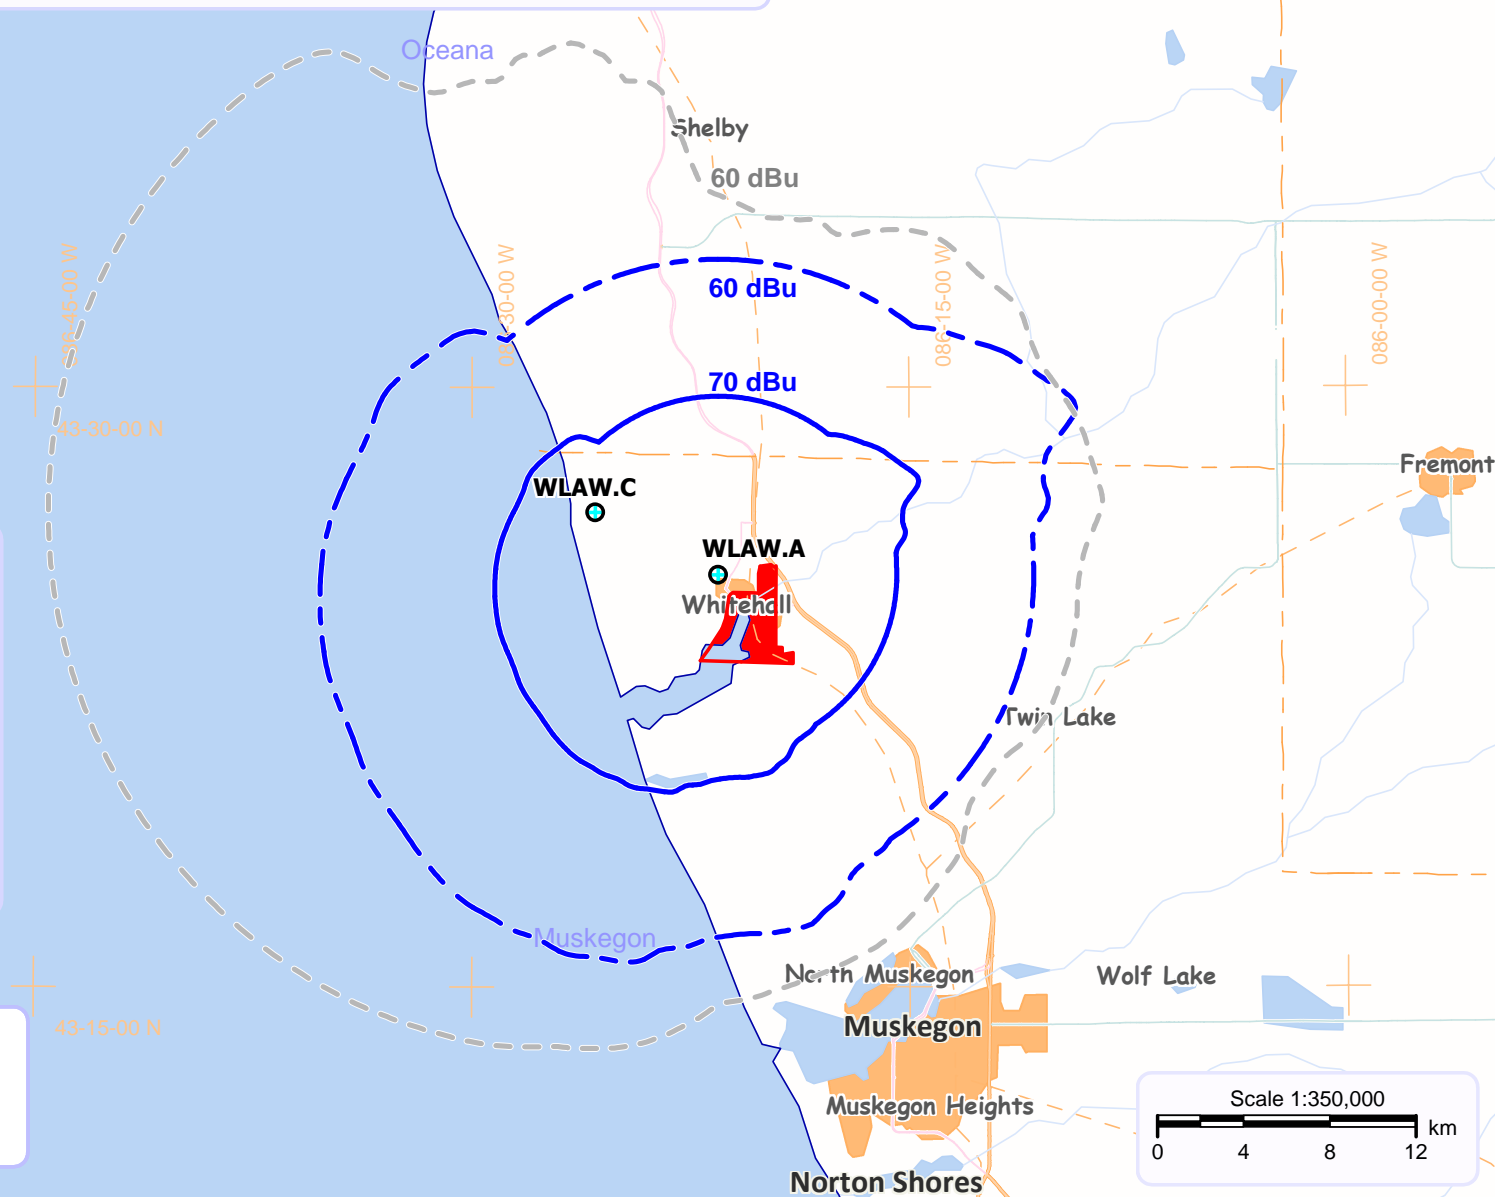 Oceana
Shelby
60 dBu
086-45-00 W
086-30-00 W
086-15-00 W
086-00-00 W
60 dBu
70 dBu
43-30-00 N
Fremont
WLAW.C
WLAW.A
Whitehall
Twin Lake
Muskegon
North Muskegon
Wolf Lake
43-15-00 N
Muskegon
Muskegon Heights
Scale 1:350,000
km
0 4 8 12
Norton Shores